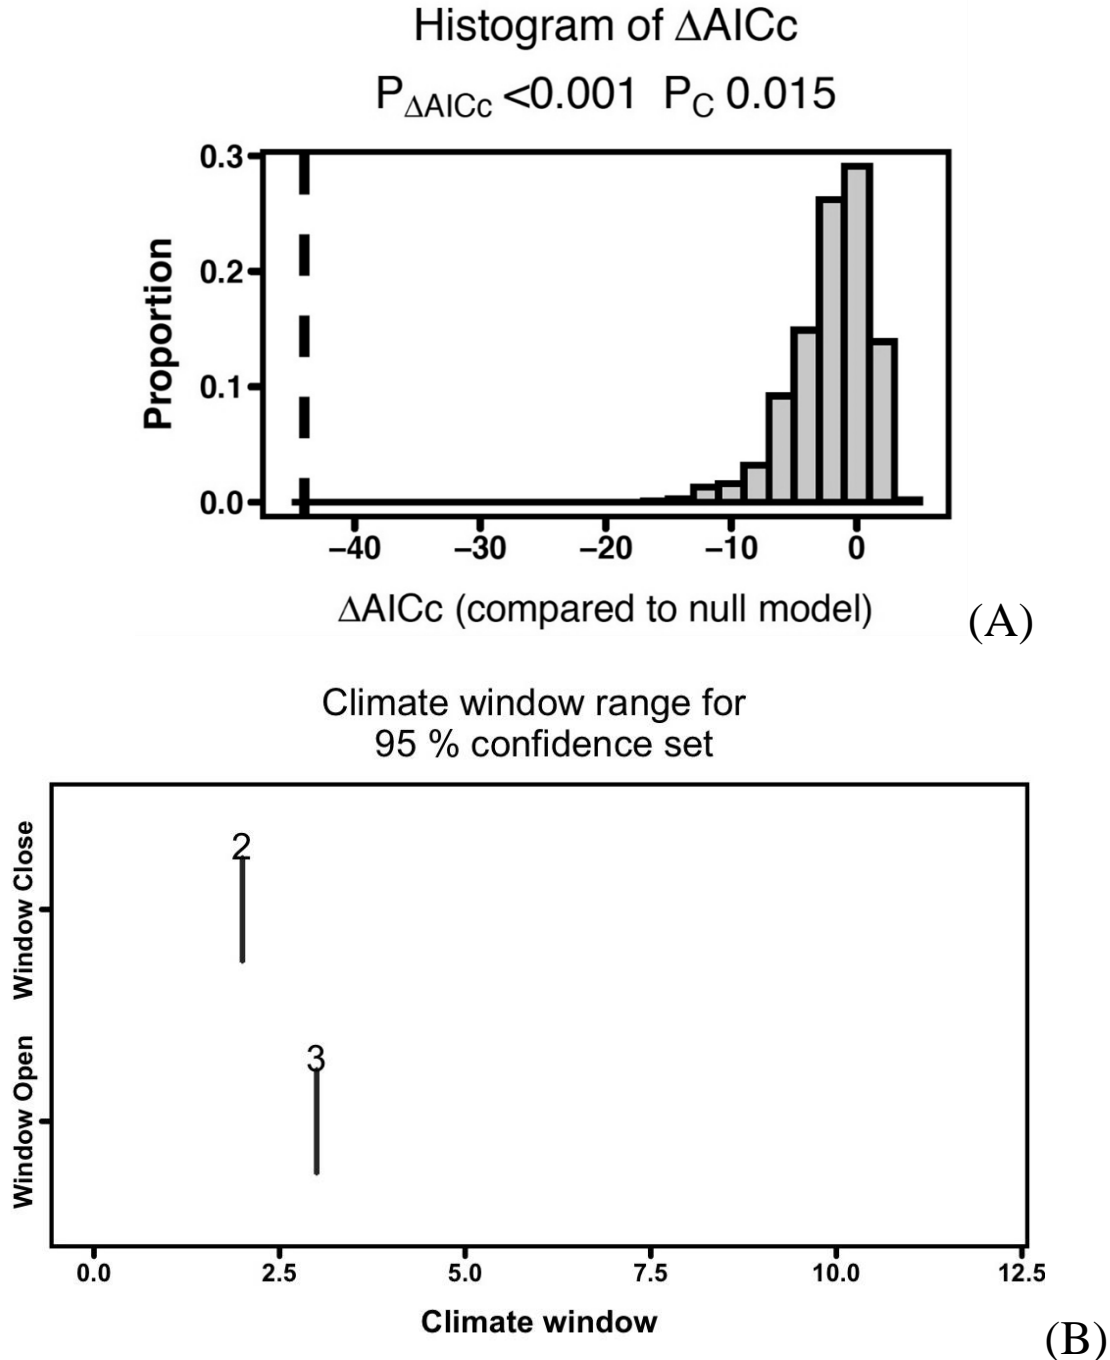 Histogram of ΔAICc
PΔAICc <0.001 PC 0.015
Proportion
0.3
0.2
0.1
0.0
−40 −30 −20 −10 0
ΔAICc (compared to null model)
(A)
Climate window range for
95 % confidence set
Window Close
2
Window Open
3
0.0 2.5 5.0 7.5 10.0 12.5
Climate window
(B)